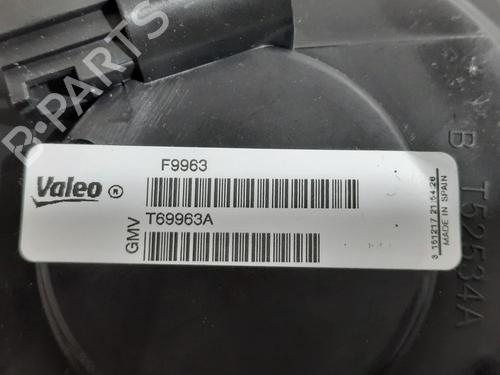 B-PARTS
F9963
Valeo ®
GMV T69963A
3 151217 21:54:26
MADE IN SPAIN
B T52534A